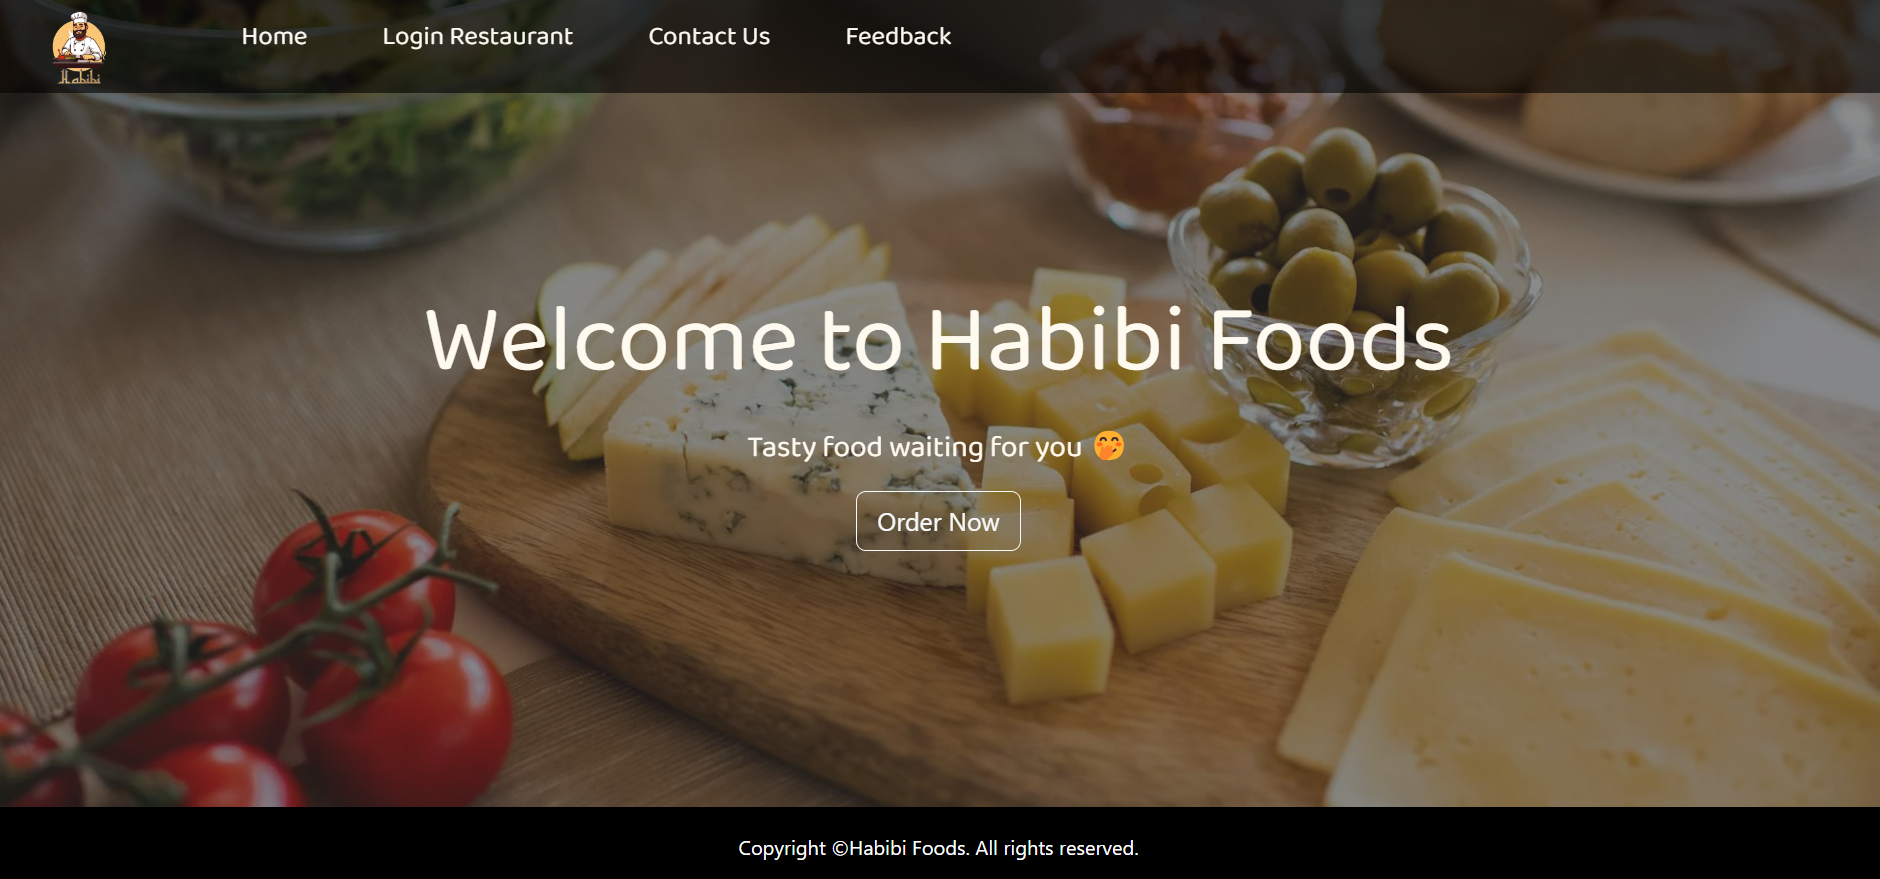 Habibi
Home
Login Restaurant
Contact Us
Feedback
Welcome to Habibi Foods
Tasty food waiting for you 🤭
Order Now
Copyright ©Habibi Foods. All rights reserved.